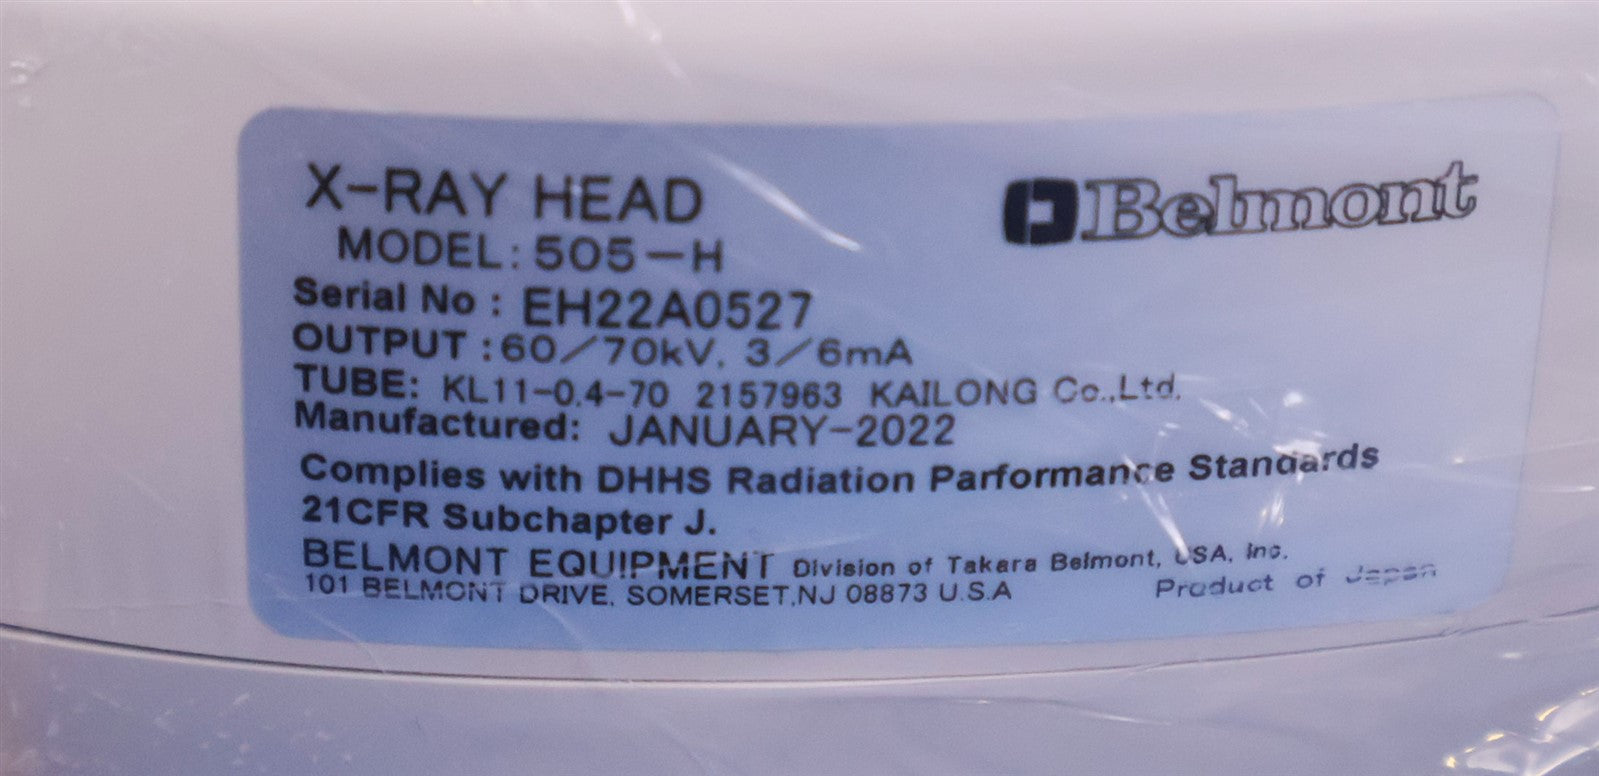 X-RAY HEAD
Belmont
MODEL: 505-H
Serial No : EH22A0527
OUTPUT : 60/70kV, 3/6mA
TUBE: KL11-0.4-70 2157963 KAILONG Co.,Ltd.
Manufactured: JANUARY-2022
Complies with DHHS Radiation Parformance Standards
21CFR Subchapter J.
BELMONT EQUIPMENT Division of Takara Belmont, USA, Inc.
101 BELMONT DRIVE, SOMERSET,NJ 08873 U.S.A
Product of Japan